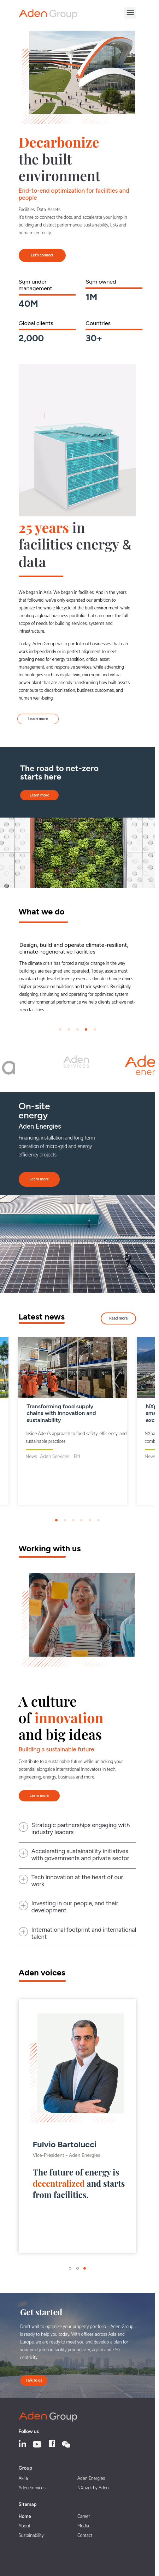 Aden Group
Decarbonize
the built
environment
End-to-end optimization for facilities and
people
Facilities. Data. Assets.
It's time to connect the dots, and accelerate your jump in
building and district performance, sustainability, ESG and
human-centricity.
Let's connect
Sqm under
management
40M
Sqm owned
1M
Global clients
2,000
Countries
30+
25 years in
facilities energy &
data
We began in Asia. We began in facilities. And in the years
that followed, we've only expanded our ambition: to
optimize the whole lifecycle of the built environment, while
creating a global business portfolio that can cover the full
scope of needs for building services, systems and
infrastructure.
Today, Aden Group has a portfolio of businesses that can
work independently or in perfect alignment to meet
growing need for energy transition, critical asset
management, and responsive services, while advancing
technologies such as digital twin, microgrid and virtual
power plant that are already transforming how built assets
contribute to decarbonization, business outcomes, and
human well-being.
Learn more
The road to net-zero
starts here
Learn more
What we do
Design, build and operate climate-resilient,
climate-regenerative facilities
The climate crisis has forced a major change in the way
buildings are designed and operated. Today, assets must
maintain high levels of energy efficiency even as climate
change drives higher pressure on buildings and their systems. By digitally
designing, simulating and operating for optimized system
and environmental performance we help clients achieve net-
zero facilities.
Aden
SERVICES
Ade
ener
On-site
energy
Aden Energies
Financing, installation and long-term
operation of micro-grid and energy
efficiency projects.
Learn more
Latest news
Read more
Transforming food supply
chains with innovation and
sustainability
Inside Aden's approach to food safety, efficiency, and
sustainable practices
News Aden Services IFM
Working with us
A culture
of innovation
and big ideas
Building a sustainable future
Contribute to a sustainable future while unlocking your
potential alongside international innovators in tech,
engineering, energy, business and more.
Learn more
Strategic partnerships engaging with
industry leaders
Accelerating sustainability initiatives
with governments and private sector
Tech innovation at the heart of our
work
Investing in our people, and their
development
International footprint and international
talent
Aden voices
Fulvio Bartolucci
Vice-President - Aden Energies
The future of energy is
decentralized and starts
from facilities.
Get started
Don't wait to optimize your property portfolio - Aden Group
is ready to help you today. With offices across Asia and
Europe, we are ready to meet you and develop a plan for
your next jump in facility productivity, agility and ESG-
centricity.
Talk to us
Aden Group
Follow us
Group
Akila
Aden Energies
Aden Services
NXpark by Aden
Sitemap
Home
Career
About
Media
Sustainability
Contact